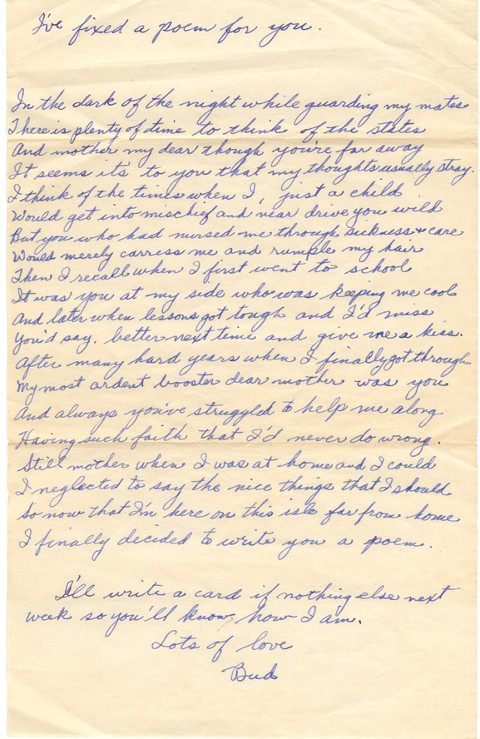 I've fixed a poem for you.
In the dark of the night while guarding my mates
There is plenty of time to think of the states
And mother my dear though you're far away
It seems its to you that my thoughts usually stray.
I think of the times when I, just a child
Would get into mischief and near drive you wild
But you who had nursed me through sickness & care
Would merely carress me and rumple my hair
Then I recall when I first went to school
It was you at my side who was keeping me cool
And later when lessons got tough and I'd miss
You'd say, better next time and give me a kiss.
After many hard years when I finally got through
My most ardent booster dear mother was you
And always you've struggled to help me along
Having such faith that I'd never do wrong.
Still mother when I was at home and I could
I neglected to say the nice things that I should
So now that I'm here on this isle far from home
I finally decided to write you a poem.
I'll write a card if nothing else next
week so you'll know how I am.
Lots of love
Bud